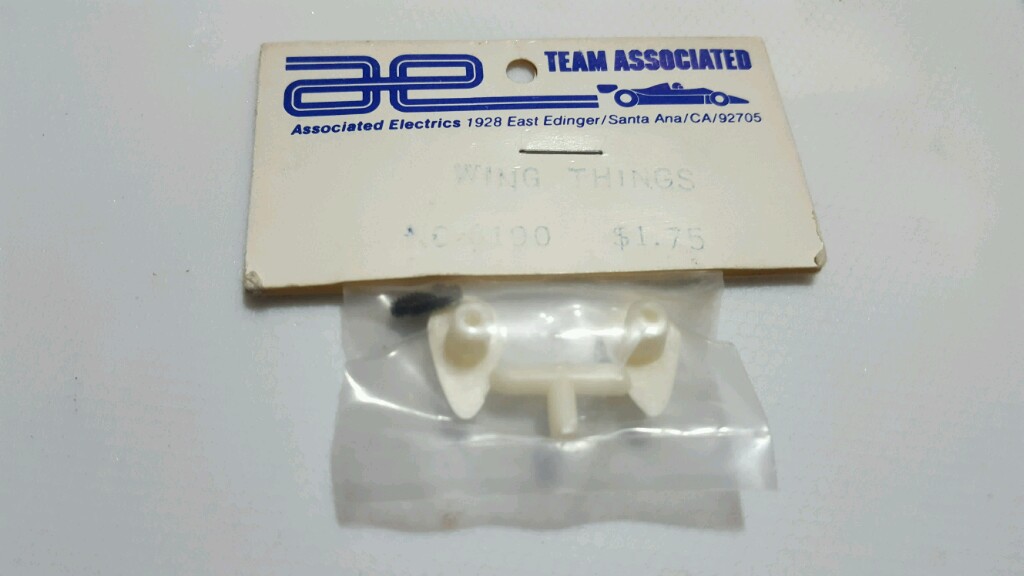 ae TEAM ASSOCIATED
Associated Electrics 1928 East Edinger/Santa Ana/CA/92705
WING THINGS
$1.75